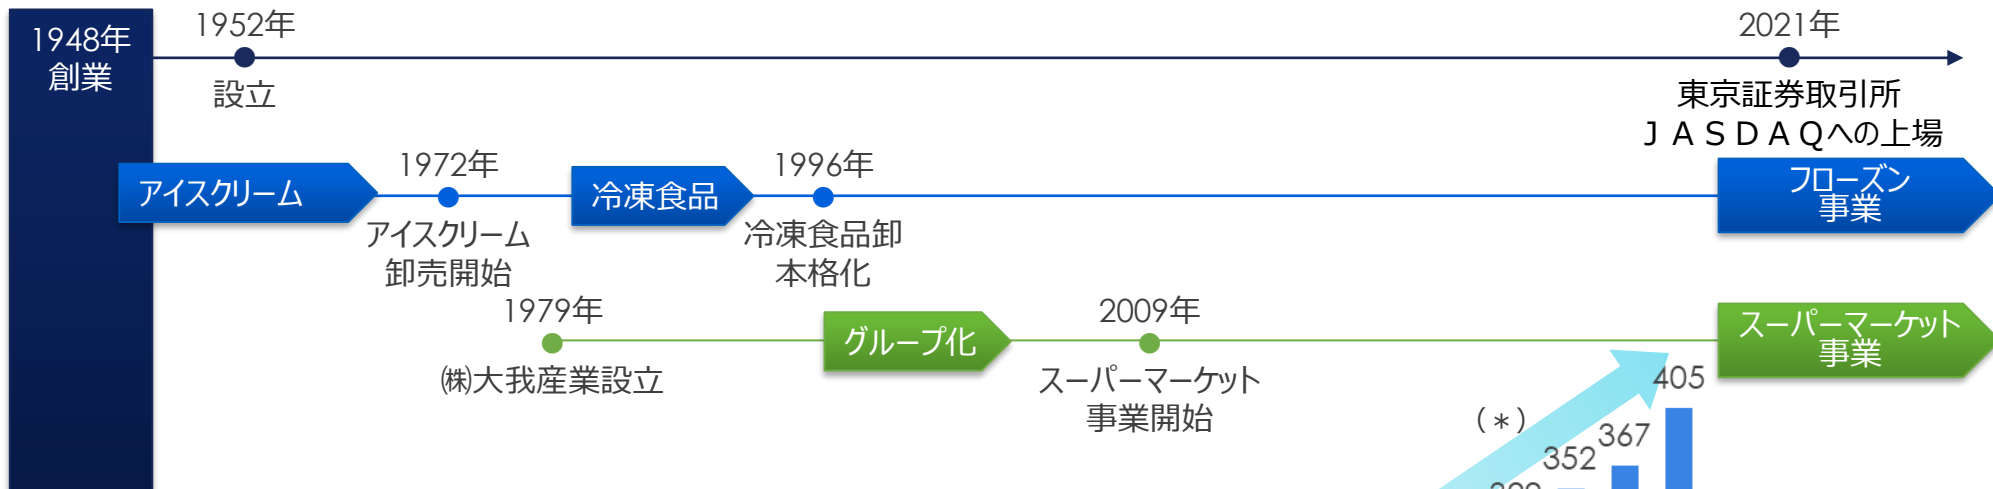 1948年
創業
1952年
設立
2021年
東京証券取引所
ＪＡＳＤＡＱへの上場
アイスクリーム
1972年
アイスクリーム
卸売開始
冷凍食品
1996年
冷凍食品卸
本格化
フローズン
事業
1979年
㈱大我産業設立
グループ化
2009年
スーパーマーケット
事業開始
スーパーマーケット
事業
（＊）
352
367
405